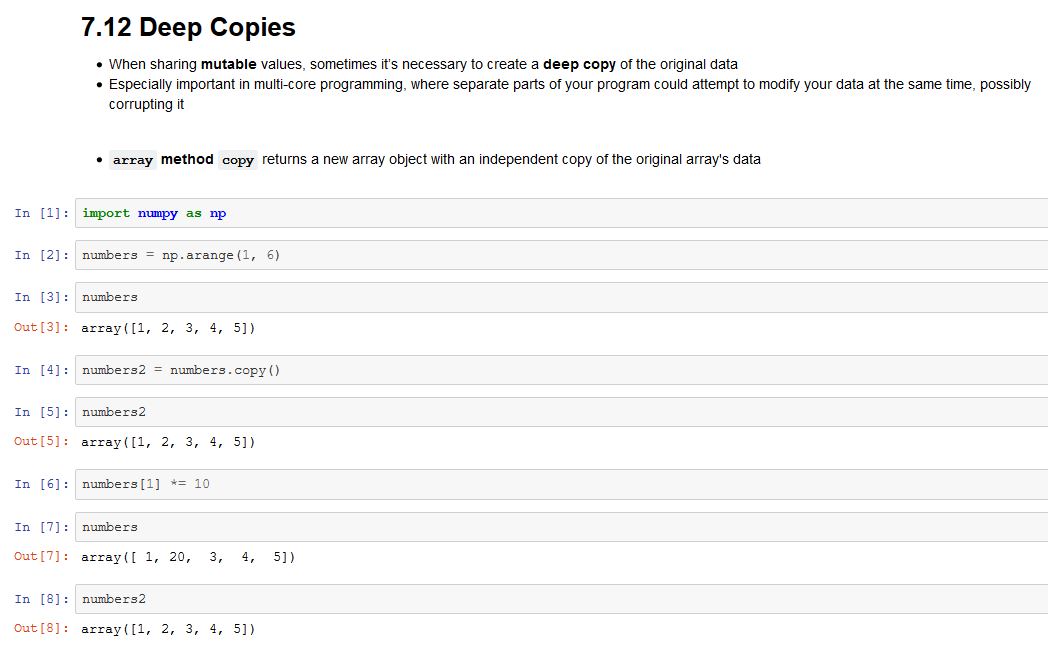 7.12 Deep Copies
• When sharing mutable values, sometimes it's necessary to create a deep copy of the original data
• Especially important in multi-core programming, where separate parts of your program could attempt to modify your data at the same time, possibly
corrupting it
• array method copy returns a new array object with an independent copy of the original array's data
In [1]: import numpy as np
In [2]: numbers = np.arange(1, 6)
In [3]: numbers
Out[3]: array([1, 2, 3, 4, 5])
In [4]: numbers2 = numbers.copy()
In [5]: numbers2
Out[5]: array([1, 2, 3, 4, 5])
In [6]: numbers[1] *= 10
In [7]: numbers
Out[7]: array([ 1, 20,  3,  4,  5])
In [8]: numbers2
Out[8]: array([1, 2, 3, 4, 5])